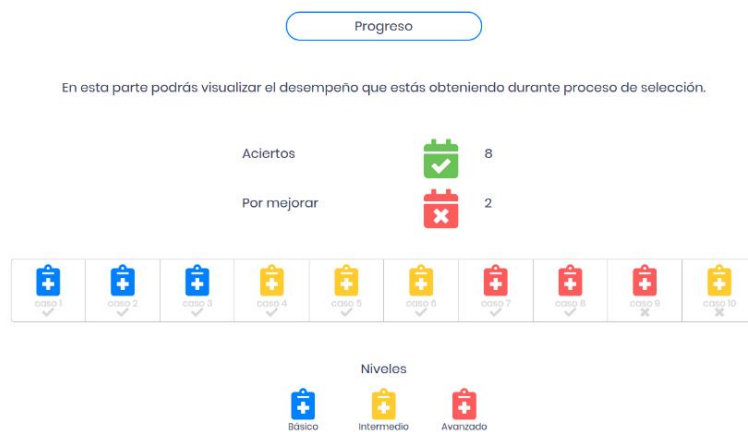 Progreso
En esta parte podrás visualizar el desempeño que estás obteniendo durante proceso de selección.
Aciertos 8
Por mejorar 2
caso 1 caso 2 caso 3 caso 4 caso 5 caso 6 caso 7 caso 8 caso 9 caso 10
Niveles
Básico Intermedio Avanzado